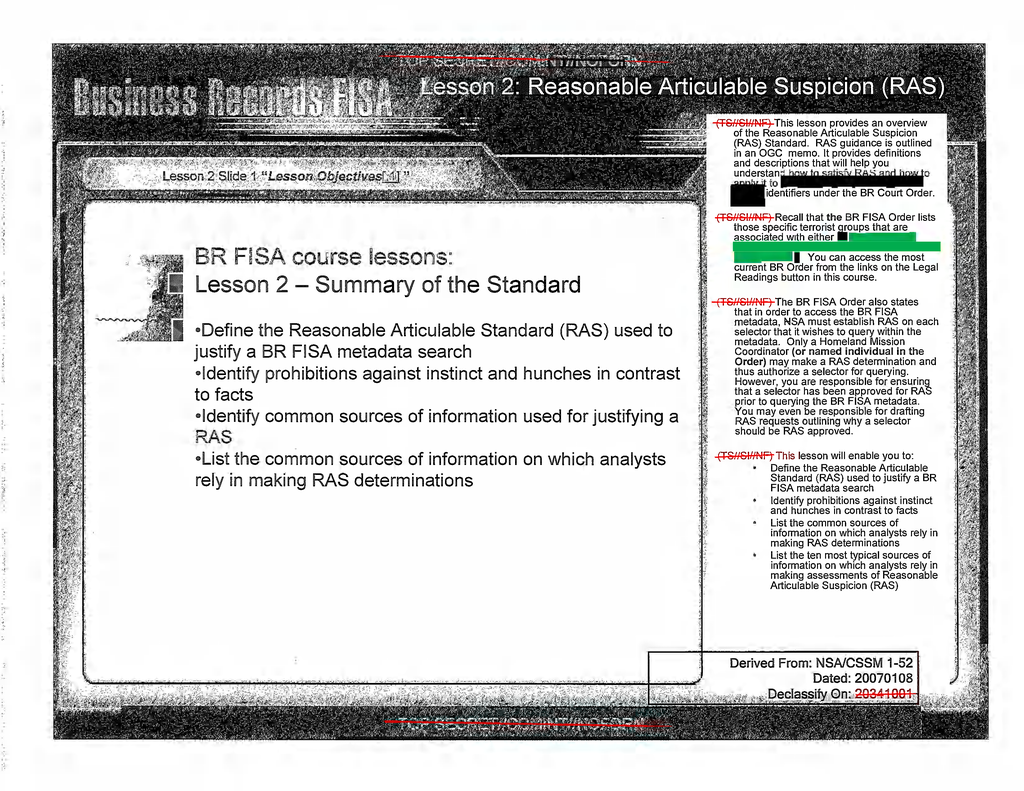 TOP SECRET//COMINT//NOFORN
Business Records FISA
Lesson 2: Reasonable Articulable Suspicion (RAS)
Lesson 2 Slide 1 "Lesson Objectives[.1]"
BR FISA course lessons:
Lesson 2 – Summary of the Standard
•Define the Reasonable Articulable Standard (RAS) used to
justify a BR FISA metadata search
•Identify prohibitions against instinct and hunches in contrast
to facts
•Identify common sources of information used for justifying a
RAS
•List the common sources of information on which analysts
rely in making RAS determinations
(TS//SI//NF) This lesson provides an overview
of the Reasonable Articulable Suspicion
(RAS) Standard. RAS guidance is outlined
in an OGC memo. It provides definitions
and descriptions that will help you
understand how to satisfy RAS and how to
apply it to
identifiers under the BR Court Order.
(TS//SI//NF) Recall that the BR FISA Order lists
those specific terrorist groups that are
associated with either
You can access the most
current BR Order from the links on the Legal
Readings button in this course.
(TS//SI//NF) The BR FISA Order also states
that in order to access the BR FISA
metadata, NSA must establish RAS on each
selector that it wishes to query within the
metadata. Only a Homeland Mission
Coordinator (or named individual in the
Order) may make a RAS determination and
thus authorize a selector for querying.
However, you are responsible for ensuring
that a selector has been approved for RAS
prior to querying the BR FISA metadata.
You may even be responsible for drafting
RAS requests outlining why a selector
should be RAS approved.
(TS//SI//NF) This lesson will enable you to:
• Define the Reasonable Articulable
Standard (RAS) used to justify a BR
FISA metadata search
• Identify prohibitions against instinct
and hunches in contrast to facts
• List the common sources of
information on which analysts rely in
making RAS determinations
• List the ten most typical sources of
information on which analysts rely in
making assessments of Reasonable
Articulable Suspicion (RAS)
Derived From: NSA/CSSM 1-52
Dated: 20070108
Declassify On: 20341001
TOP SECRET//COMINT//NOFORN